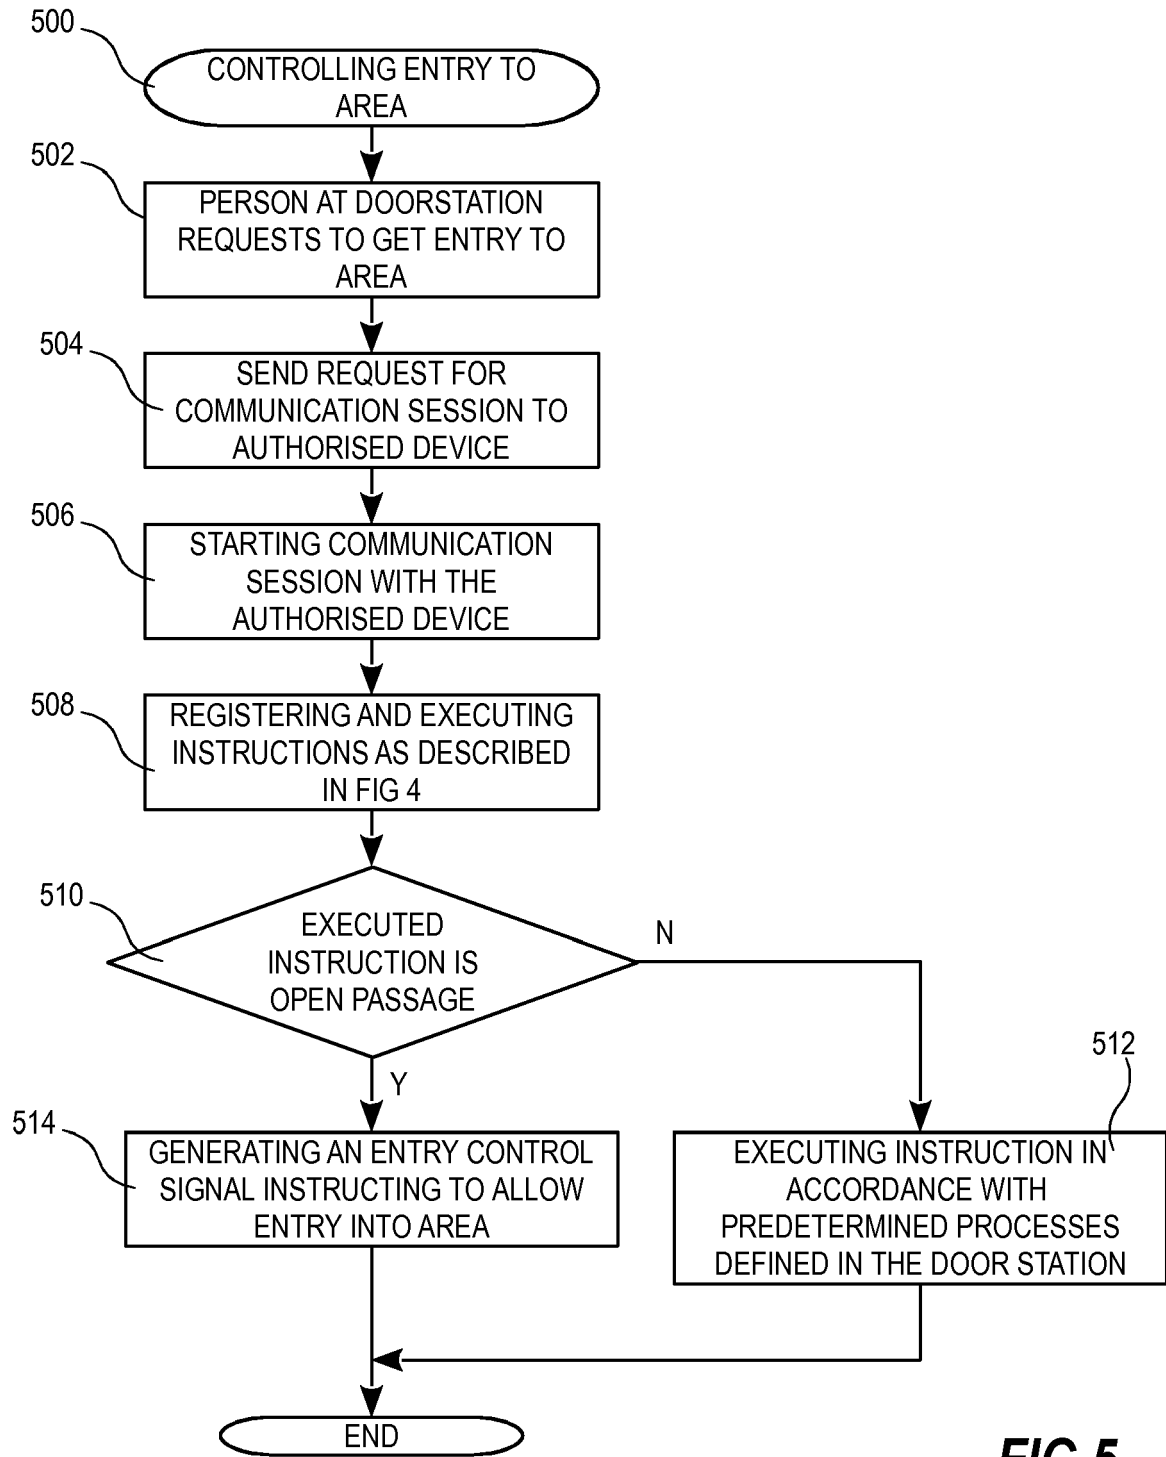 500
CONTROLLING ENTRY TO
AREA
502
PERSON AT DOORSTATION
REQUESTS TO GET ENTRY TO
AREA
504
SEND REQUEST FOR
COMMUNICATION SESSION TO
AUTHORISED DEVICE
506
STARTING COMMUNICATION
SESSION WITH THE
AUTHORISED DEVICE
508
REGISTERING AND EXECUTING
INSTRUCTIONS AS DESCRIBED
IN FIG 4
510
EXECUTED
INSTRUCTION IS
OPEN PASSAGE
N
Y
514
GENERATING AN ENTRY CONTROL
SIGNAL INSTRUCTING TO ALLOW
ENTRY INTO AREA
512
EXECUTING INSTRUCTION IN
ACCORDANCE WITH
PREDETERMINED PROCESSES
DEFINED IN THE DOOR STATION
END
FIG 5